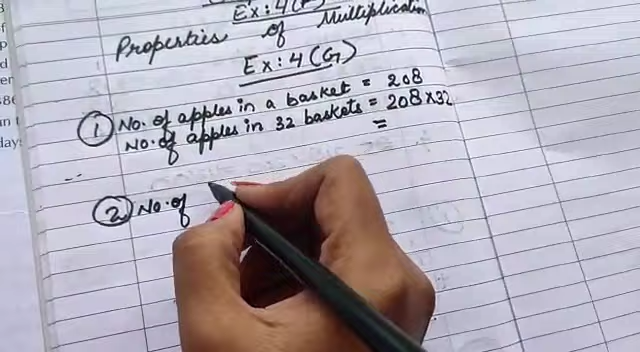 Ex: 4(F)
Properties of Multiplication
Ex: 4(G)
① No. of apples in a basket = 208
No. of apples in 32 baskets = 208×32
=
② No. of